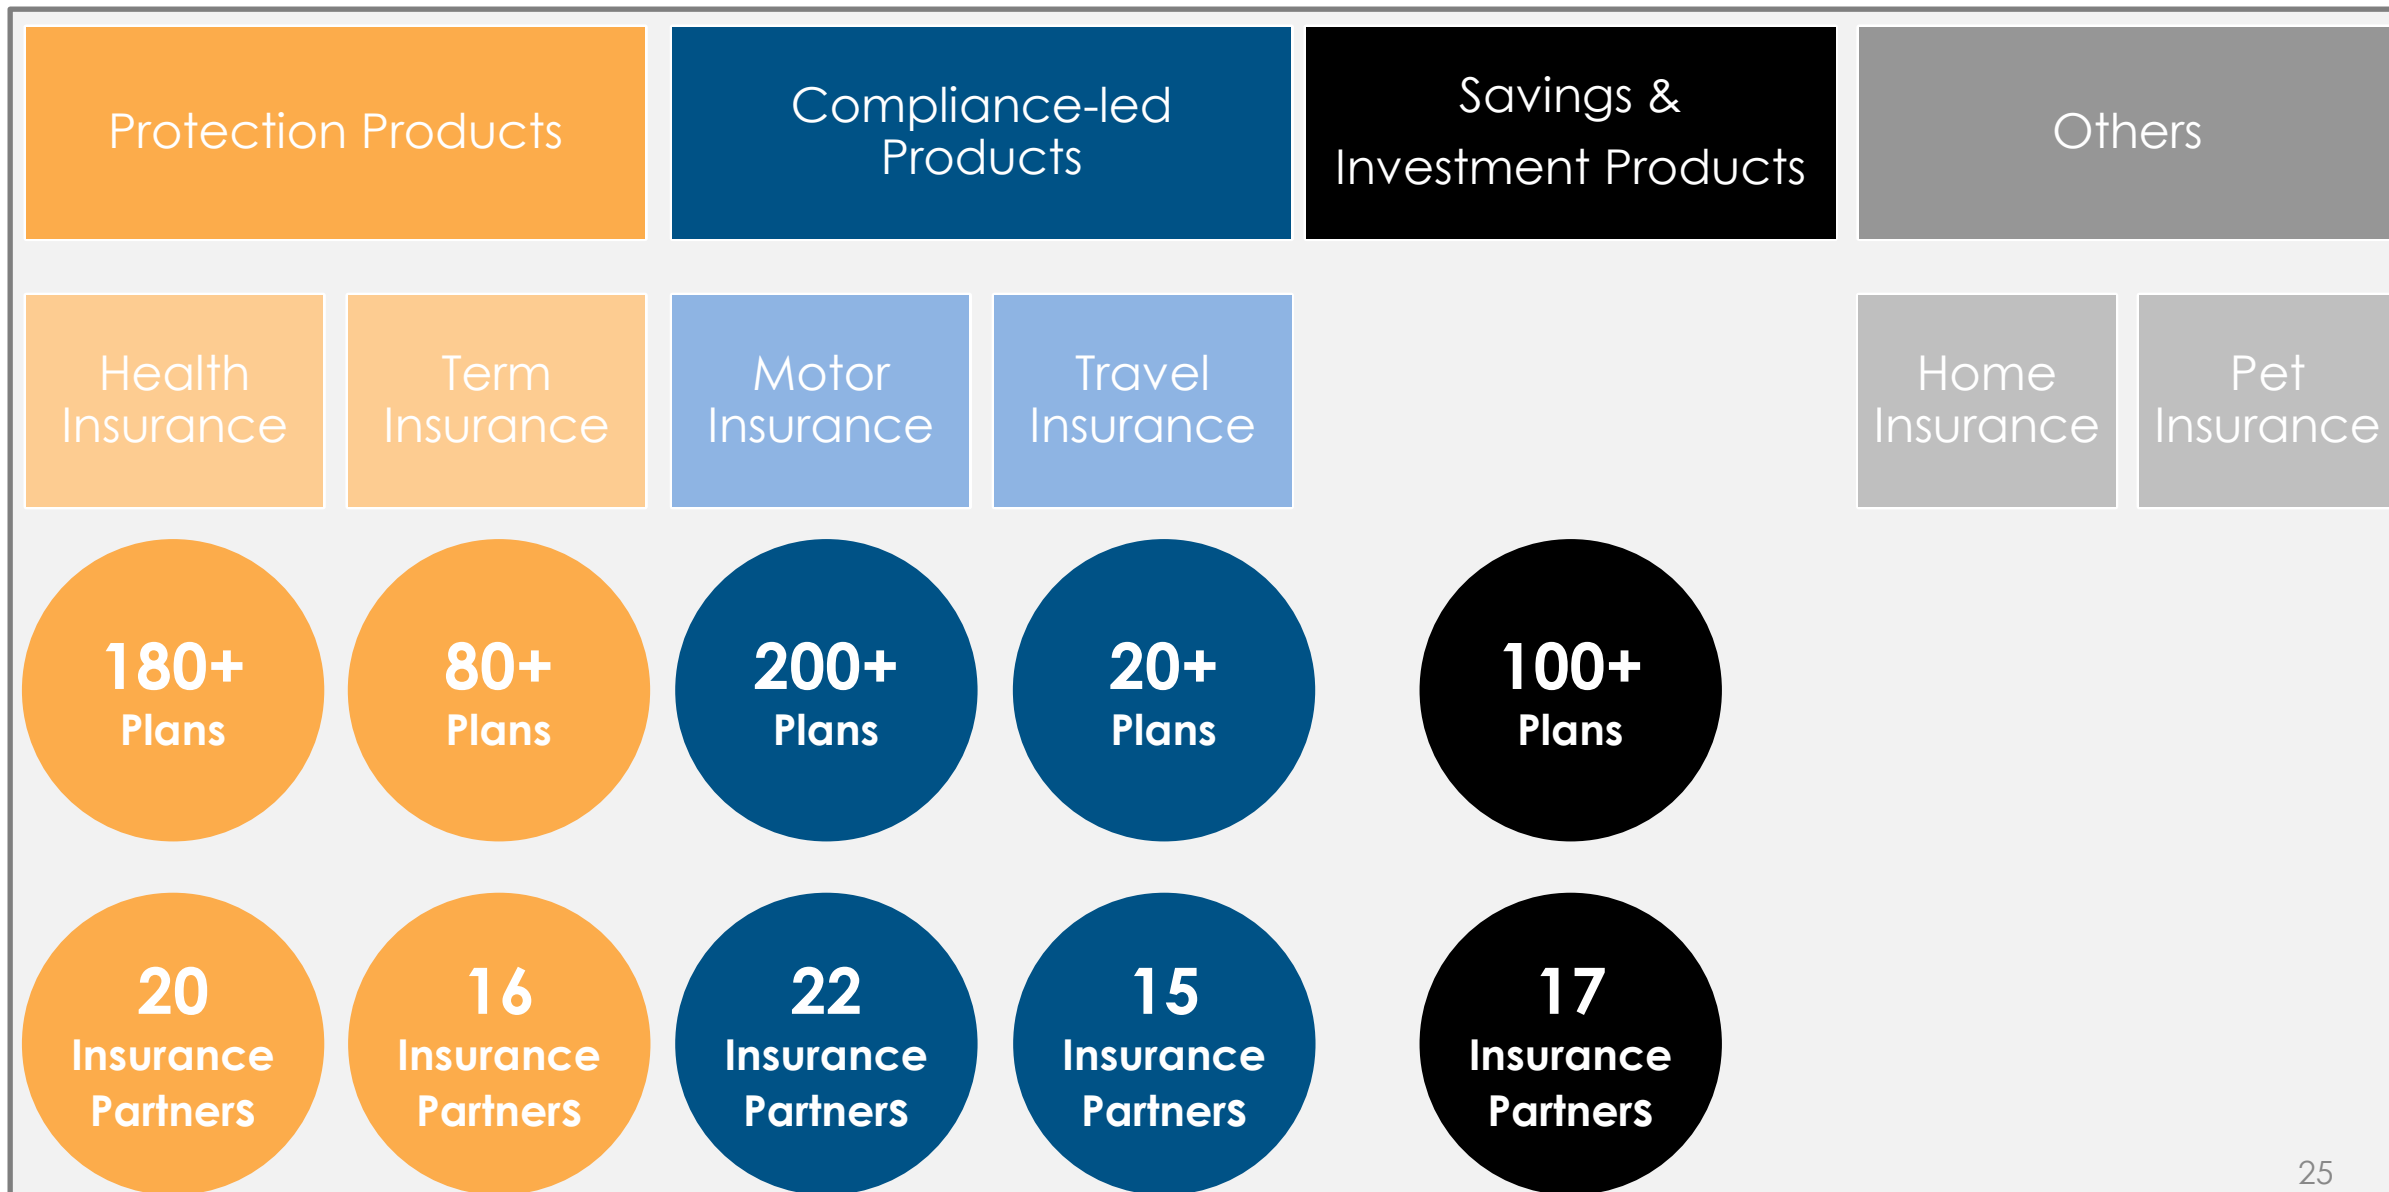 Protection Products
Compliance-led
Products
Savings &
Investment Products
Others
Health
Insurance
Term
Insurance
Motor
Insurance
Travel
Insurance
Home
Insurance
Pet
Insurance
180+
Plans
80+
Plans
200+
Plans
20+
Plans
100+
Plans
20
Insurance
Partners
16
Insurance
Partners
22
Insurance
Partners
15
Insurance
Partners
17
Insurance
Partners
25